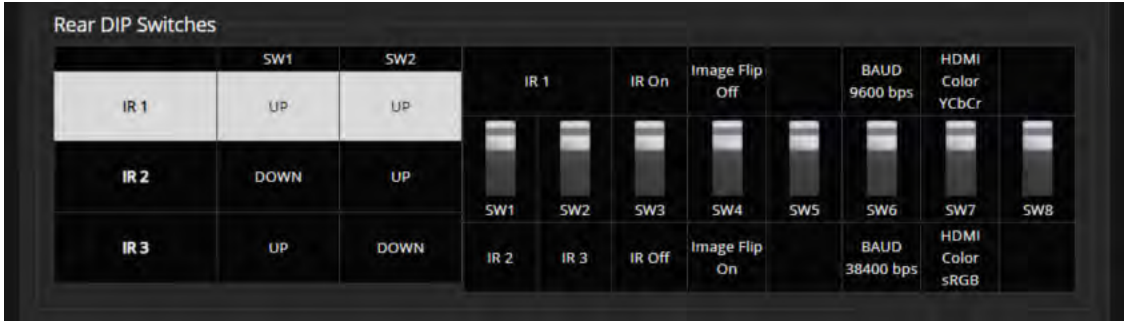 Rear DIP Switches
SW1 SW2
IR 1 UP UP
IR 2 DOWN UP
IR 3 UP DOWN
IR 1 IR On Image Flip Off BAUD 9600 bps HDMI Color YCbCr
SW1 SW2 SW3 SW4 SW5 SW6 SW7 SW8
IR 2 IR 3 IR Off Image Flip On BAUD 38400 bps HDMI Color sRGB